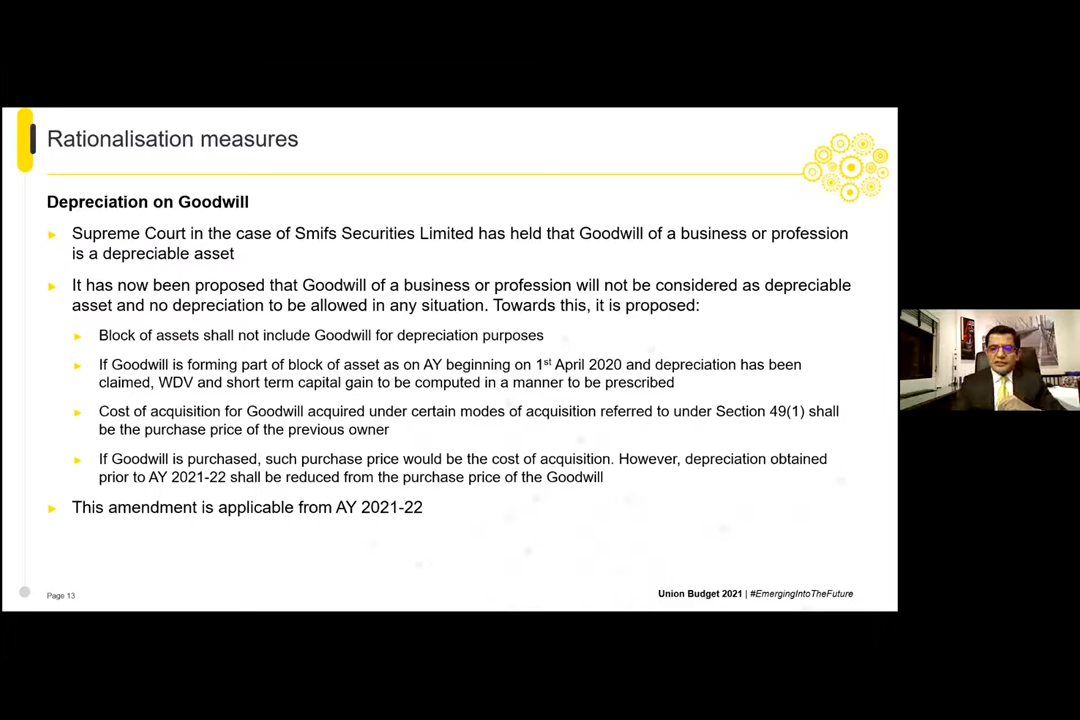 Rationalisation measures
Depreciation on Goodwill
► Supreme Court in the case of Smifs Securities Limited has held that Goodwill of a business or profession
is a depreciable asset
► It has now been proposed that Goodwill of a business or profession will not be considered as depreciable
asset and no depreciation to be allowed in any situation. Towards this, it is proposed:
► Block of assets shall not include Goodwill for depreciation purposes
► If Goodwill is forming part of block of asset as on AY beginning on 1st April 2020 and depreciation has been
claimed, WDV and short term capital gain to be computed in a manner to be prescribed
► Cost of acquisition for Goodwill acquired under certain modes of acquisition referred to under Section 49(1) shall
be the purchase price of the previous owner
► If Goodwill is purchased, such purchase price would be the cost of acquisition. However, depreciation obtained
prior to AY 2021-22 shall be reduced from the purchase price of the Goodwill
► This amendment is applicable from AY 2021-22
Page 13
Union Budget 2021 | #EmergingIntoTheFuture